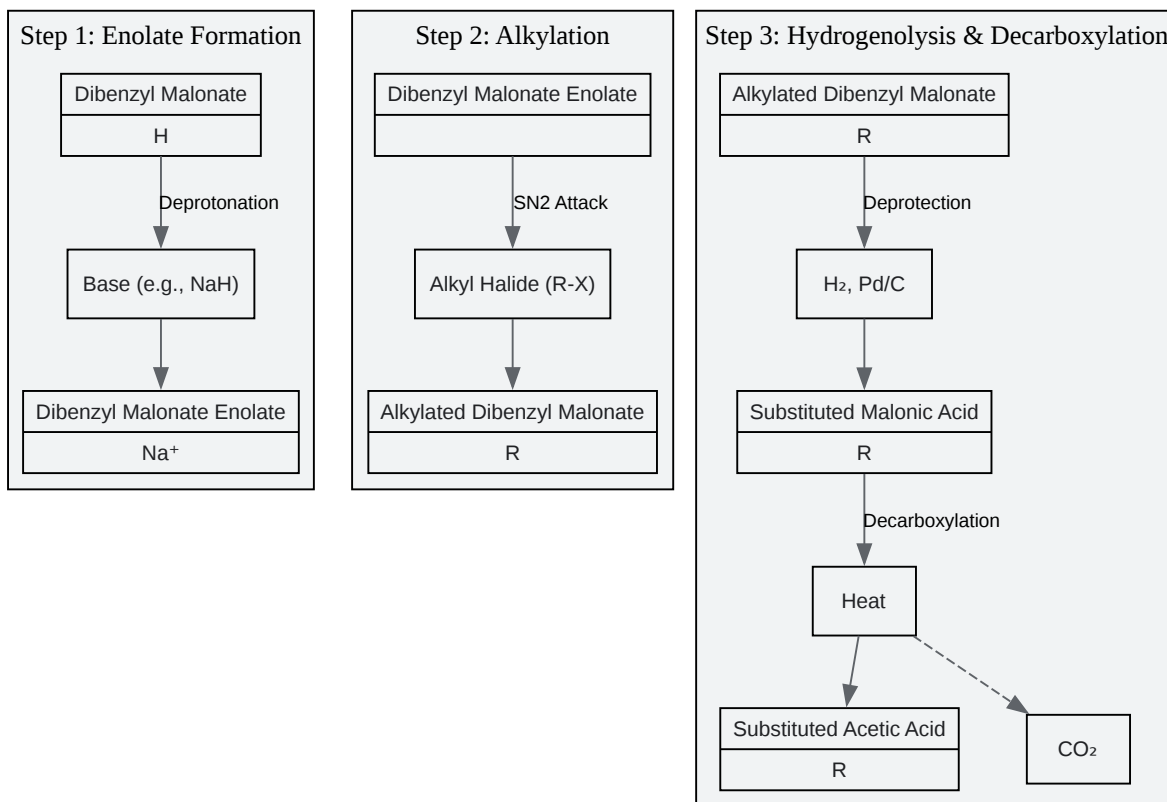 Step 1: Enolate Formation
Dibenzyl Malonate
H
Deprotonation
Base (e.g., NaH)
Dibenzyl Malonate Enolate
Na⁺
Step 2: Alkylation
Dibenzyl Malonate Enolate
SN2 Attack
Alkyl Halide (R-X)
Alkylated Dibenzyl Malonate
R
Step 3: Hydrogenolysis & Decarboxylation
Alkylated Dibenzyl Malonate
R
Deprotection
H₂, Pd/C
Substituted Malonic Acid
R
Decarboxylation
Heat
Substituted Acetic Acid
R
CO₂